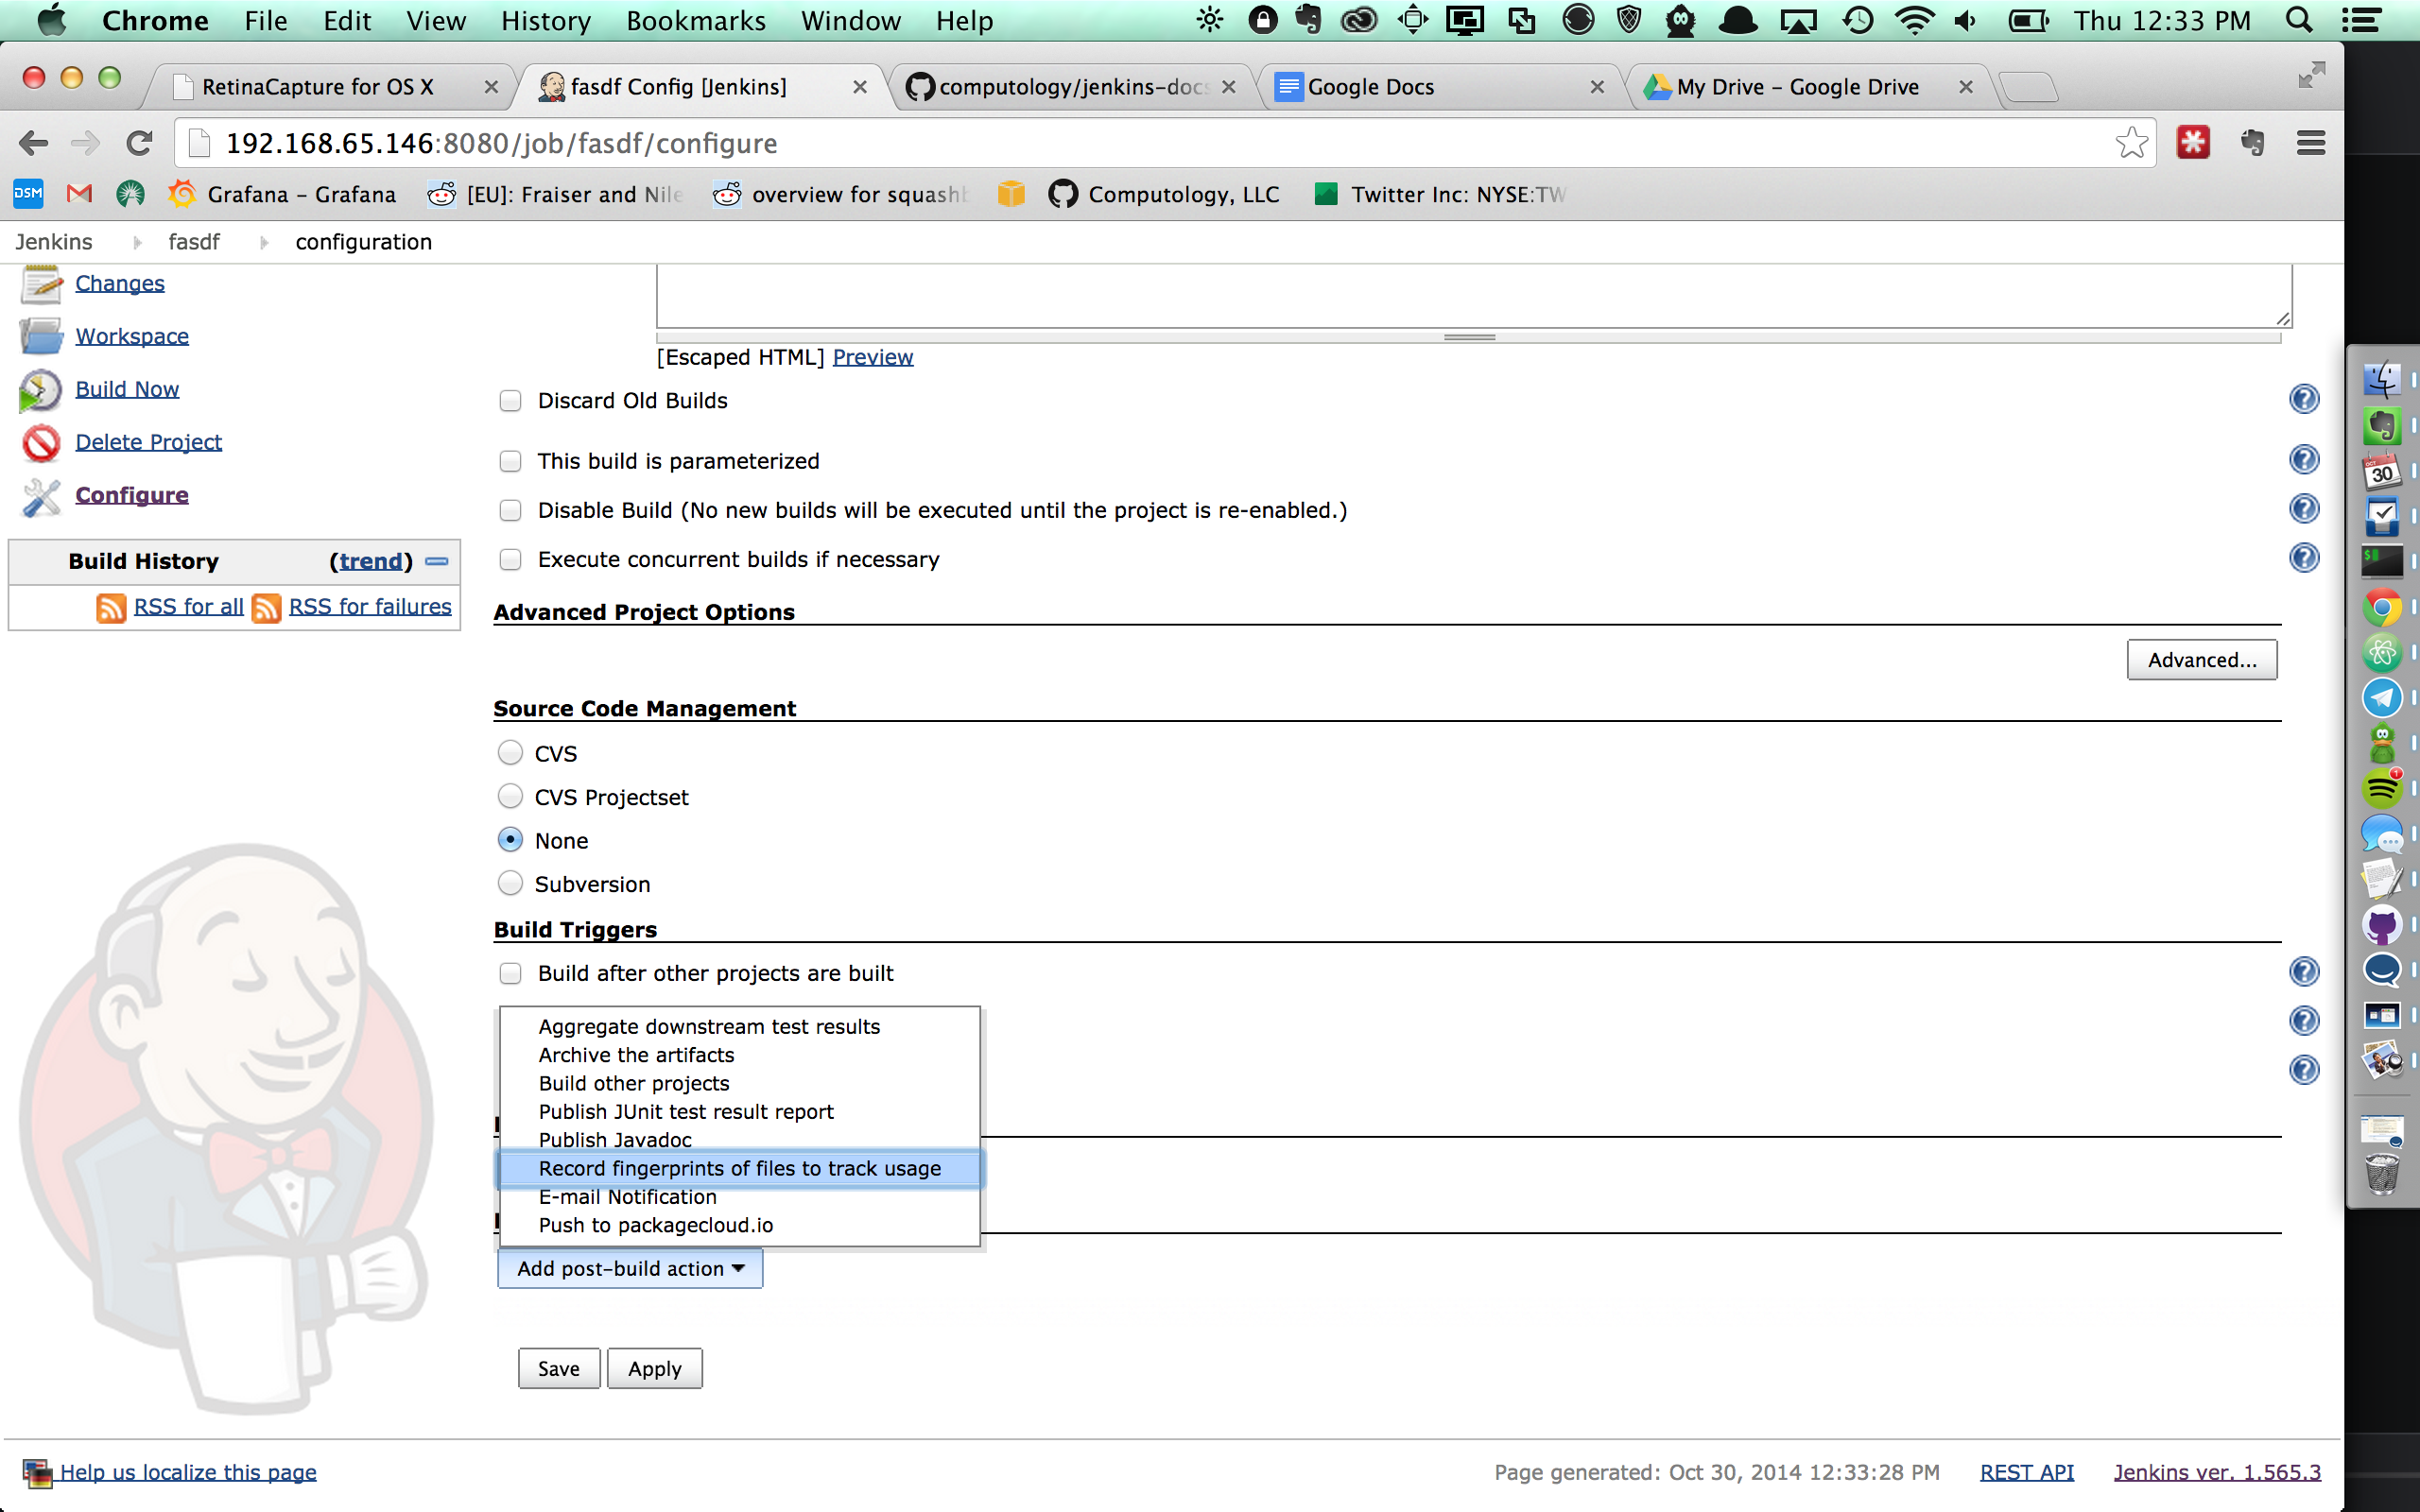 Chrome File Edit View History Bookmarks Window Help Thu 12:33 PM
RetinaCapture for OS X fasdf Config [Jenkins] computology/jenkins-docs Google Docs My Drive – Google Drive
192.168.65.146:8080/job/fasdf/configure
DSM Grafana – Grafana [EU]: Fraiser and Nile overview for squashb Computology, LLC Twitter Inc: NYSE:TW
Jenkins fasdf configuration
Changes
Workspace
Build Now
Delete Project
Configure
Build History (trend)
RSS for all RSS for failures
[Escaped HTML] Preview
Discard Old Builds
This build is parameterized
Disable Build (No new builds will be executed until the project is re-enabled.)
Execute concurrent builds if necessary
Advanced Project Options
Advanced...
Source Code Management
CVS
CVS Projectset
None
Subversion
Build Triggers
Build after other projects are built
Aggregate downstream test results
Archive the artifacts
Build other projects
Publish JUnit test result report
Publish Javadoc
Record fingerprints of files to track usage
E-mail Notification
Push to packagecloud.io
Add post-build action
Save Apply
Help us localize this page
Page generated: Oct 30, 2014 12:33:28 PM REST API Jenkins ver. 1.565.3
OCT
30
1